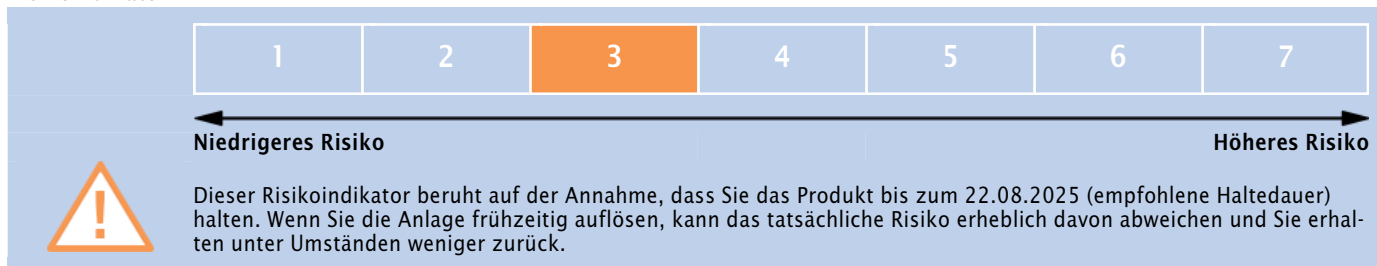 1 2 3 4 5 6 7
Niedrigeres Risiko Höheres Risiko
Dieser Risikoindikator beruht auf der Annahme, dass Sie das Produkt bis zum 22.08.2025 (empfohlene Haltedauer)
halten. Wenn Sie die Anlage frühzeitig auflösen, kann das tatsächliche Risiko erheblich davon abweichen und Sie erhal-
ten unter Umständen weniger zurück.